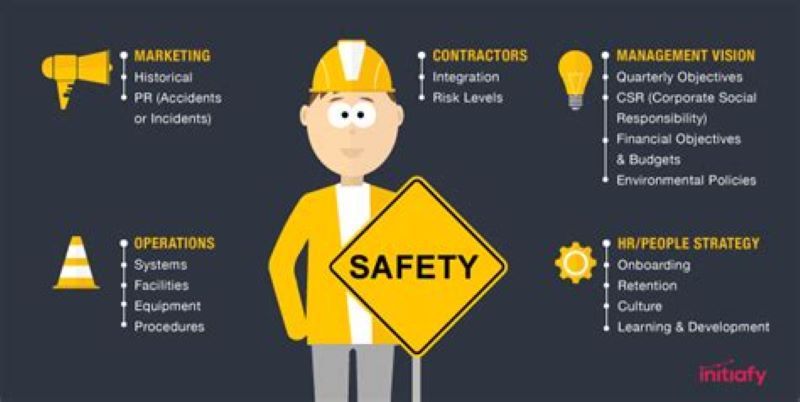 MARKETING
Historical
PR (Accidents
or Incidents)
CONTRACTORS
Integration
Risk Levels
MANAGEMENT VISION
Quarterly Objectives
CSR (Corporate Social
Responsibility)
Financial Objectives
& Budgets
Environmental Policies
OPERATIONS
Systems
Facilities
Equipment
Procedures
SAFETY
HR/PEOPLE STRATEGY
Onboarding
Retention
Culture
Learning & Development
initiafy